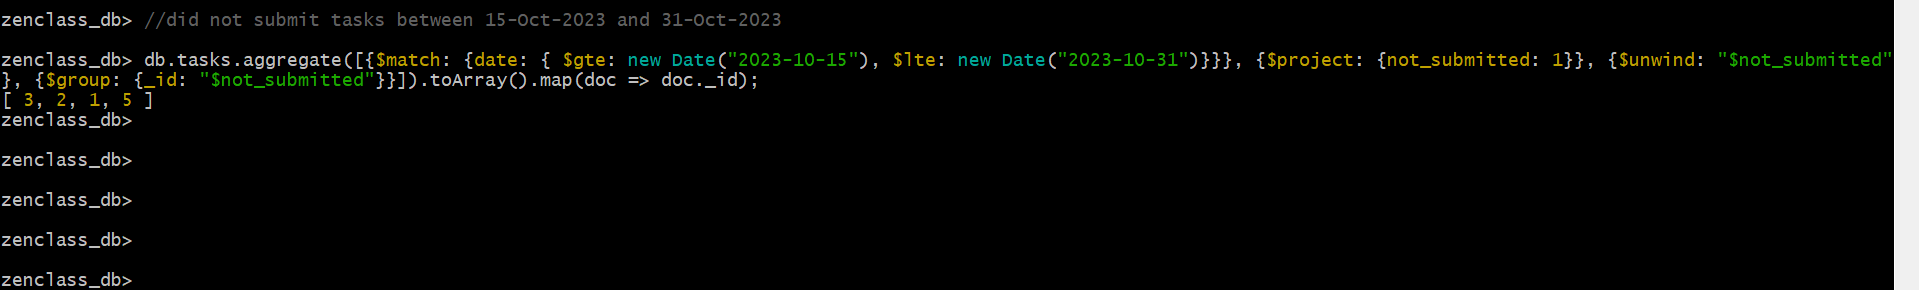 zenclass_db> //did not submit tasks between 15-Oct-2023 and 31-Oct-2023
zenclass_db> db.tasks.aggregate([{$match: {date: { $gte: new Date("2023-10-15"), $lte: new Date("2023-10-31")}}}, {$project: {not_submitted: 1}}, {$unwind: "$not_submitted"
}, {$group: {_id: "$not_submitted"}}]).toArray().map(doc => doc._id);
[ 3, 2, 1, 5 ]
zenclass_db>
zenclass_db>
zenclass_db>
zenclass_db>
zenclass_db>